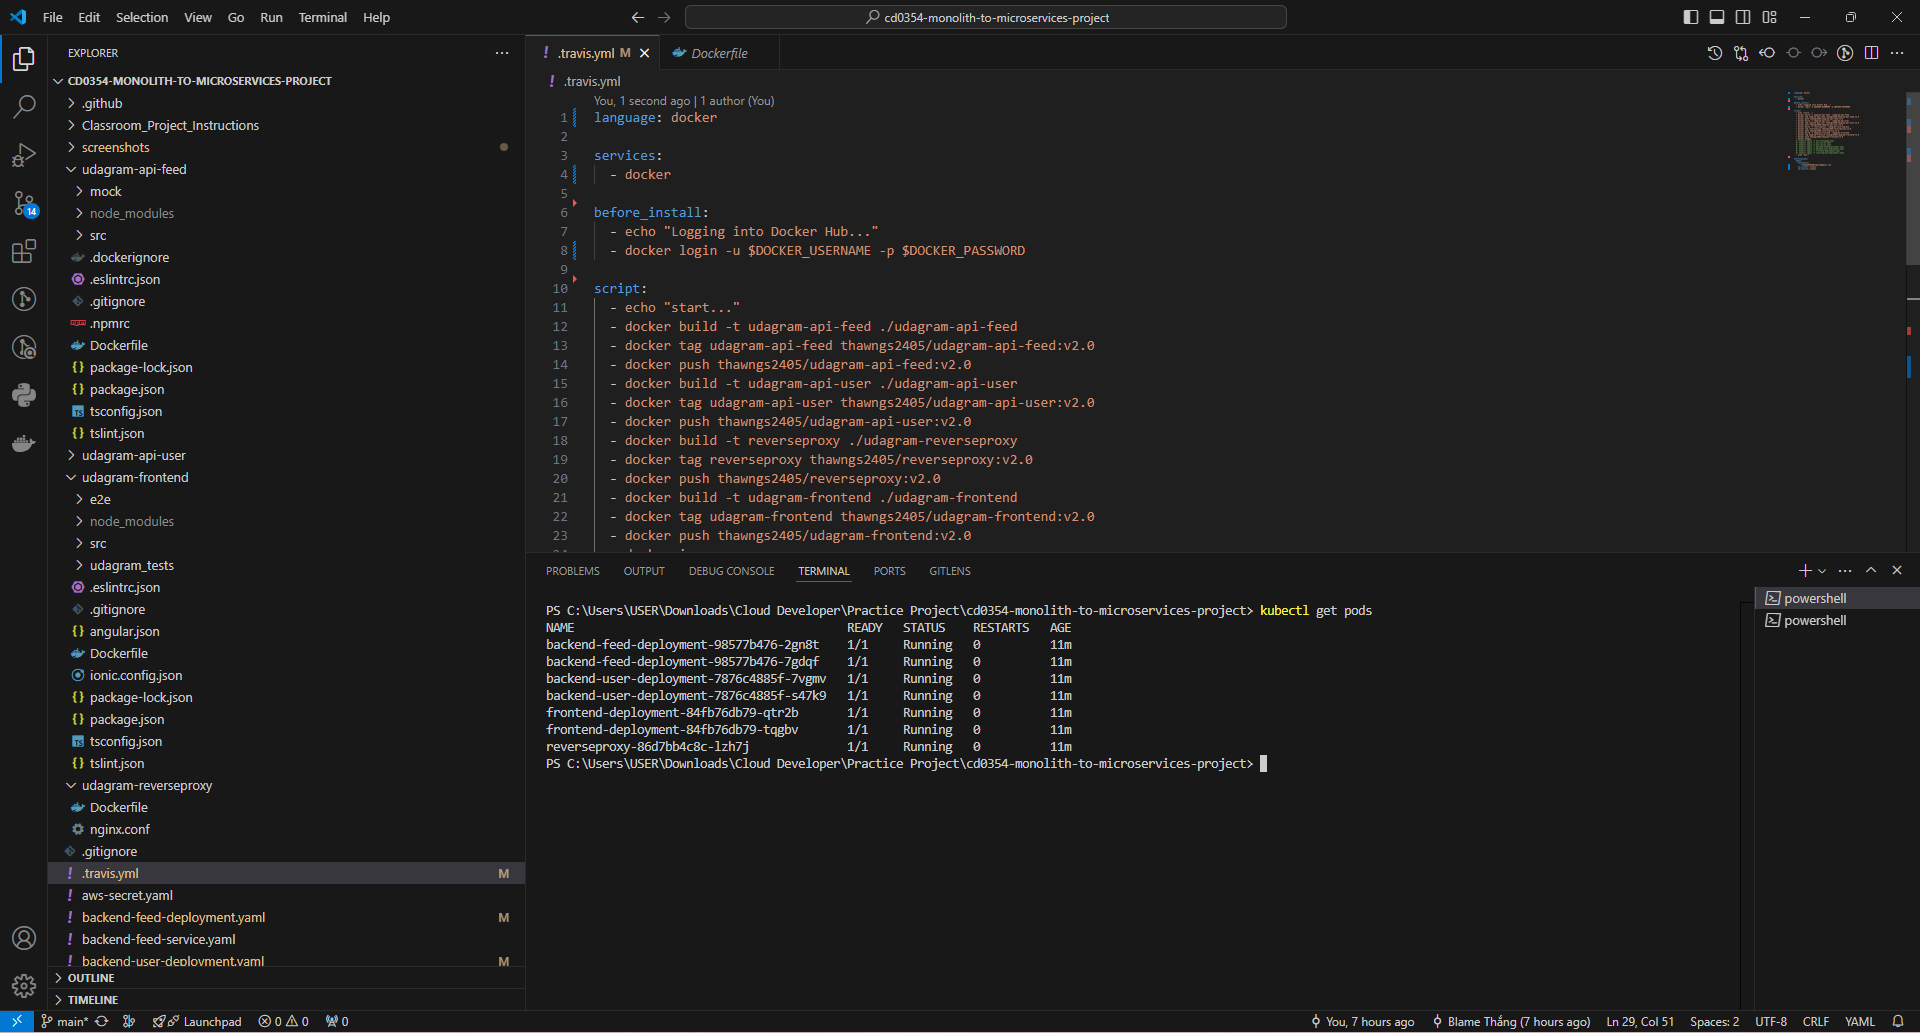 File Edit Selection View Go Run Terminal Help
cd0354-monolith-to-microservices-project
EXPLORER
CD0354-MONOLITH-TO-MICROSERVICES-PROJECT
.github
Classroom_Project_Instructions
screenshots
udagram-api-feed
mock
node_modules
src
.dockerignore
.eslintrc.json
.gitignore
.npmrc
Dockerfile
package-lock.json
package.json
tsconfig.json
tslint.json
udagram-api-user
udagram-frontend
e2e
node_modules
src
udagram_tests
.eslintrc.json
.gitignore
angular.json
Dockerfile
ionic.config.json
package-lock.json
package.json
tsconfig.json
tslint.json
udagram-reverseproxy
Dockerfile
nginx.conf
.gitignore
.travis.yml M
aws-secret.yaml
backend-feed-deployment.yaml M
backend-feed-service.yaml
backend-user-deployment.yaml M
OUTLINE
TIMELINE
14
.travis.yml M Dockerfile
.travis.yml
You, 1 second ago | 1 author (You)
1 language: docker
2
3 services:
4 - docker
5
6 before_install:
7 - echo "Logging into Docker Hub..."
8 - docker login -u $DOCKER_USERNAME -p $DOCKER_PASSWORD
9
10 script:
11 - echo "start..."
12 - docker build -t udagram-api-feed ./udagram-api-feed
13 - docker tag udagram-api-feed thawngs2405/udagram-api-feed:v2.0
14 - docker push thawngs2405/udagram-api-feed:v2.0
15 - docker build -t udagram-api-user ./udagram-api-user
16 - docker tag udagram-api-user thawngs2405/udagram-api-user:v2.0
17 - docker push thawngs2405/udagram-api-user:v2.0
18 - docker build -t reverseproxy ./udagram-reverseproxy
19 - docker tag reverseproxy thawngs2405/reverseproxy:v2.0
20 - docker push thawngs2405/reverseproxy:v2.0
21 - docker build -t udagram-frontend ./udagram-frontend
22 - docker tag udagram-frontend thawngs2405/udagram-frontend:v2.0
23 - docker push thawngs2405/udagram-frontend:v2.0
PROBLEMS OUTPUT DEBUG CONSOLE TERMINAL PORTS GITLENS
PS C:\Users\USER\Downloads\Cloud Developer\Practice Project\cd0354-monolith-to-microservices-project> kubectl get pods
NAME READY STATUS RESTARTS AGE
backend-feed-deployment-98577b476-2gn8t 1/1 Running 0 11m
backend-feed-deployment-98577b476-7gdqf 1/1 Running 0 11m
backend-user-deployment-7876c4885f-7vgmv 1/1 Running 0 11m
backend-user-deployment-7876c4885f-s47k9 1/1 Running 0 11m
frontend-deployment-84fb76db79-qtr2b 1/1 Running 0 11m
frontend-deployment-84fb76db79-tqgbv 1/1 Running 0 11m
reverseproxy-86d7bb4c8c-lzh7j 1/1 Running 0 11m
PS C:\Users\USER\Downloads\Cloud Developer\Practice Project\cd0354-monolith-to-microservices-project>
powershell
powershell
main* Launchpad 0 0 0 You, 7 hours ago Blame Thắng (7 hours ago) Ln 29, Col 51 Spaces: 2 UTF-8 CRLF YAML